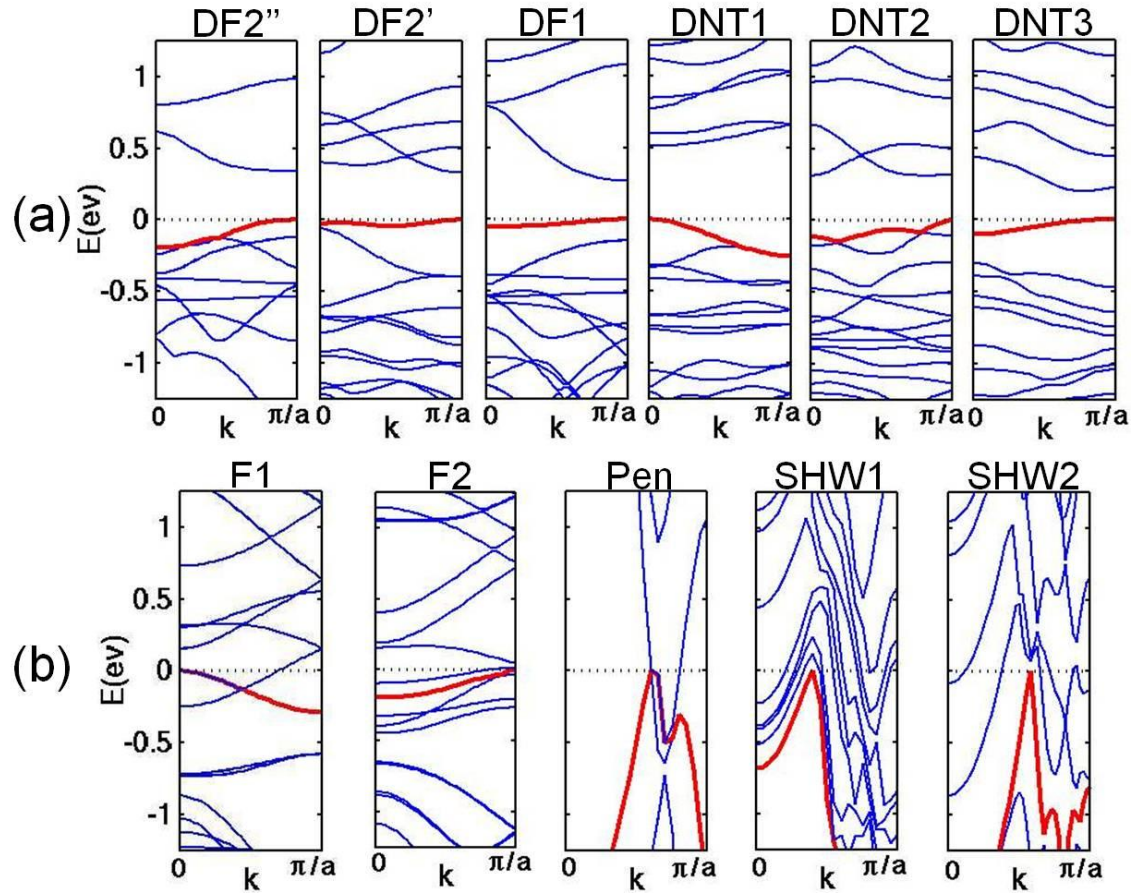 DF2” DF2’ DF1 DNT1 DNT2 DNT3
(a)
E(ev)
1
0.5
0
-0.5
-1
0 π/a 0 π/a 0 π/a 0 π/a 0 π/a 0 π/a
k k k k k k
F1 F2 Pen SHW1 SHW2
(b)
E(ev)
1
0.5
0
-0.5
-1
0 π/a 0 π/a 0 π/a 0 π/a 0 π/a
k k k k k